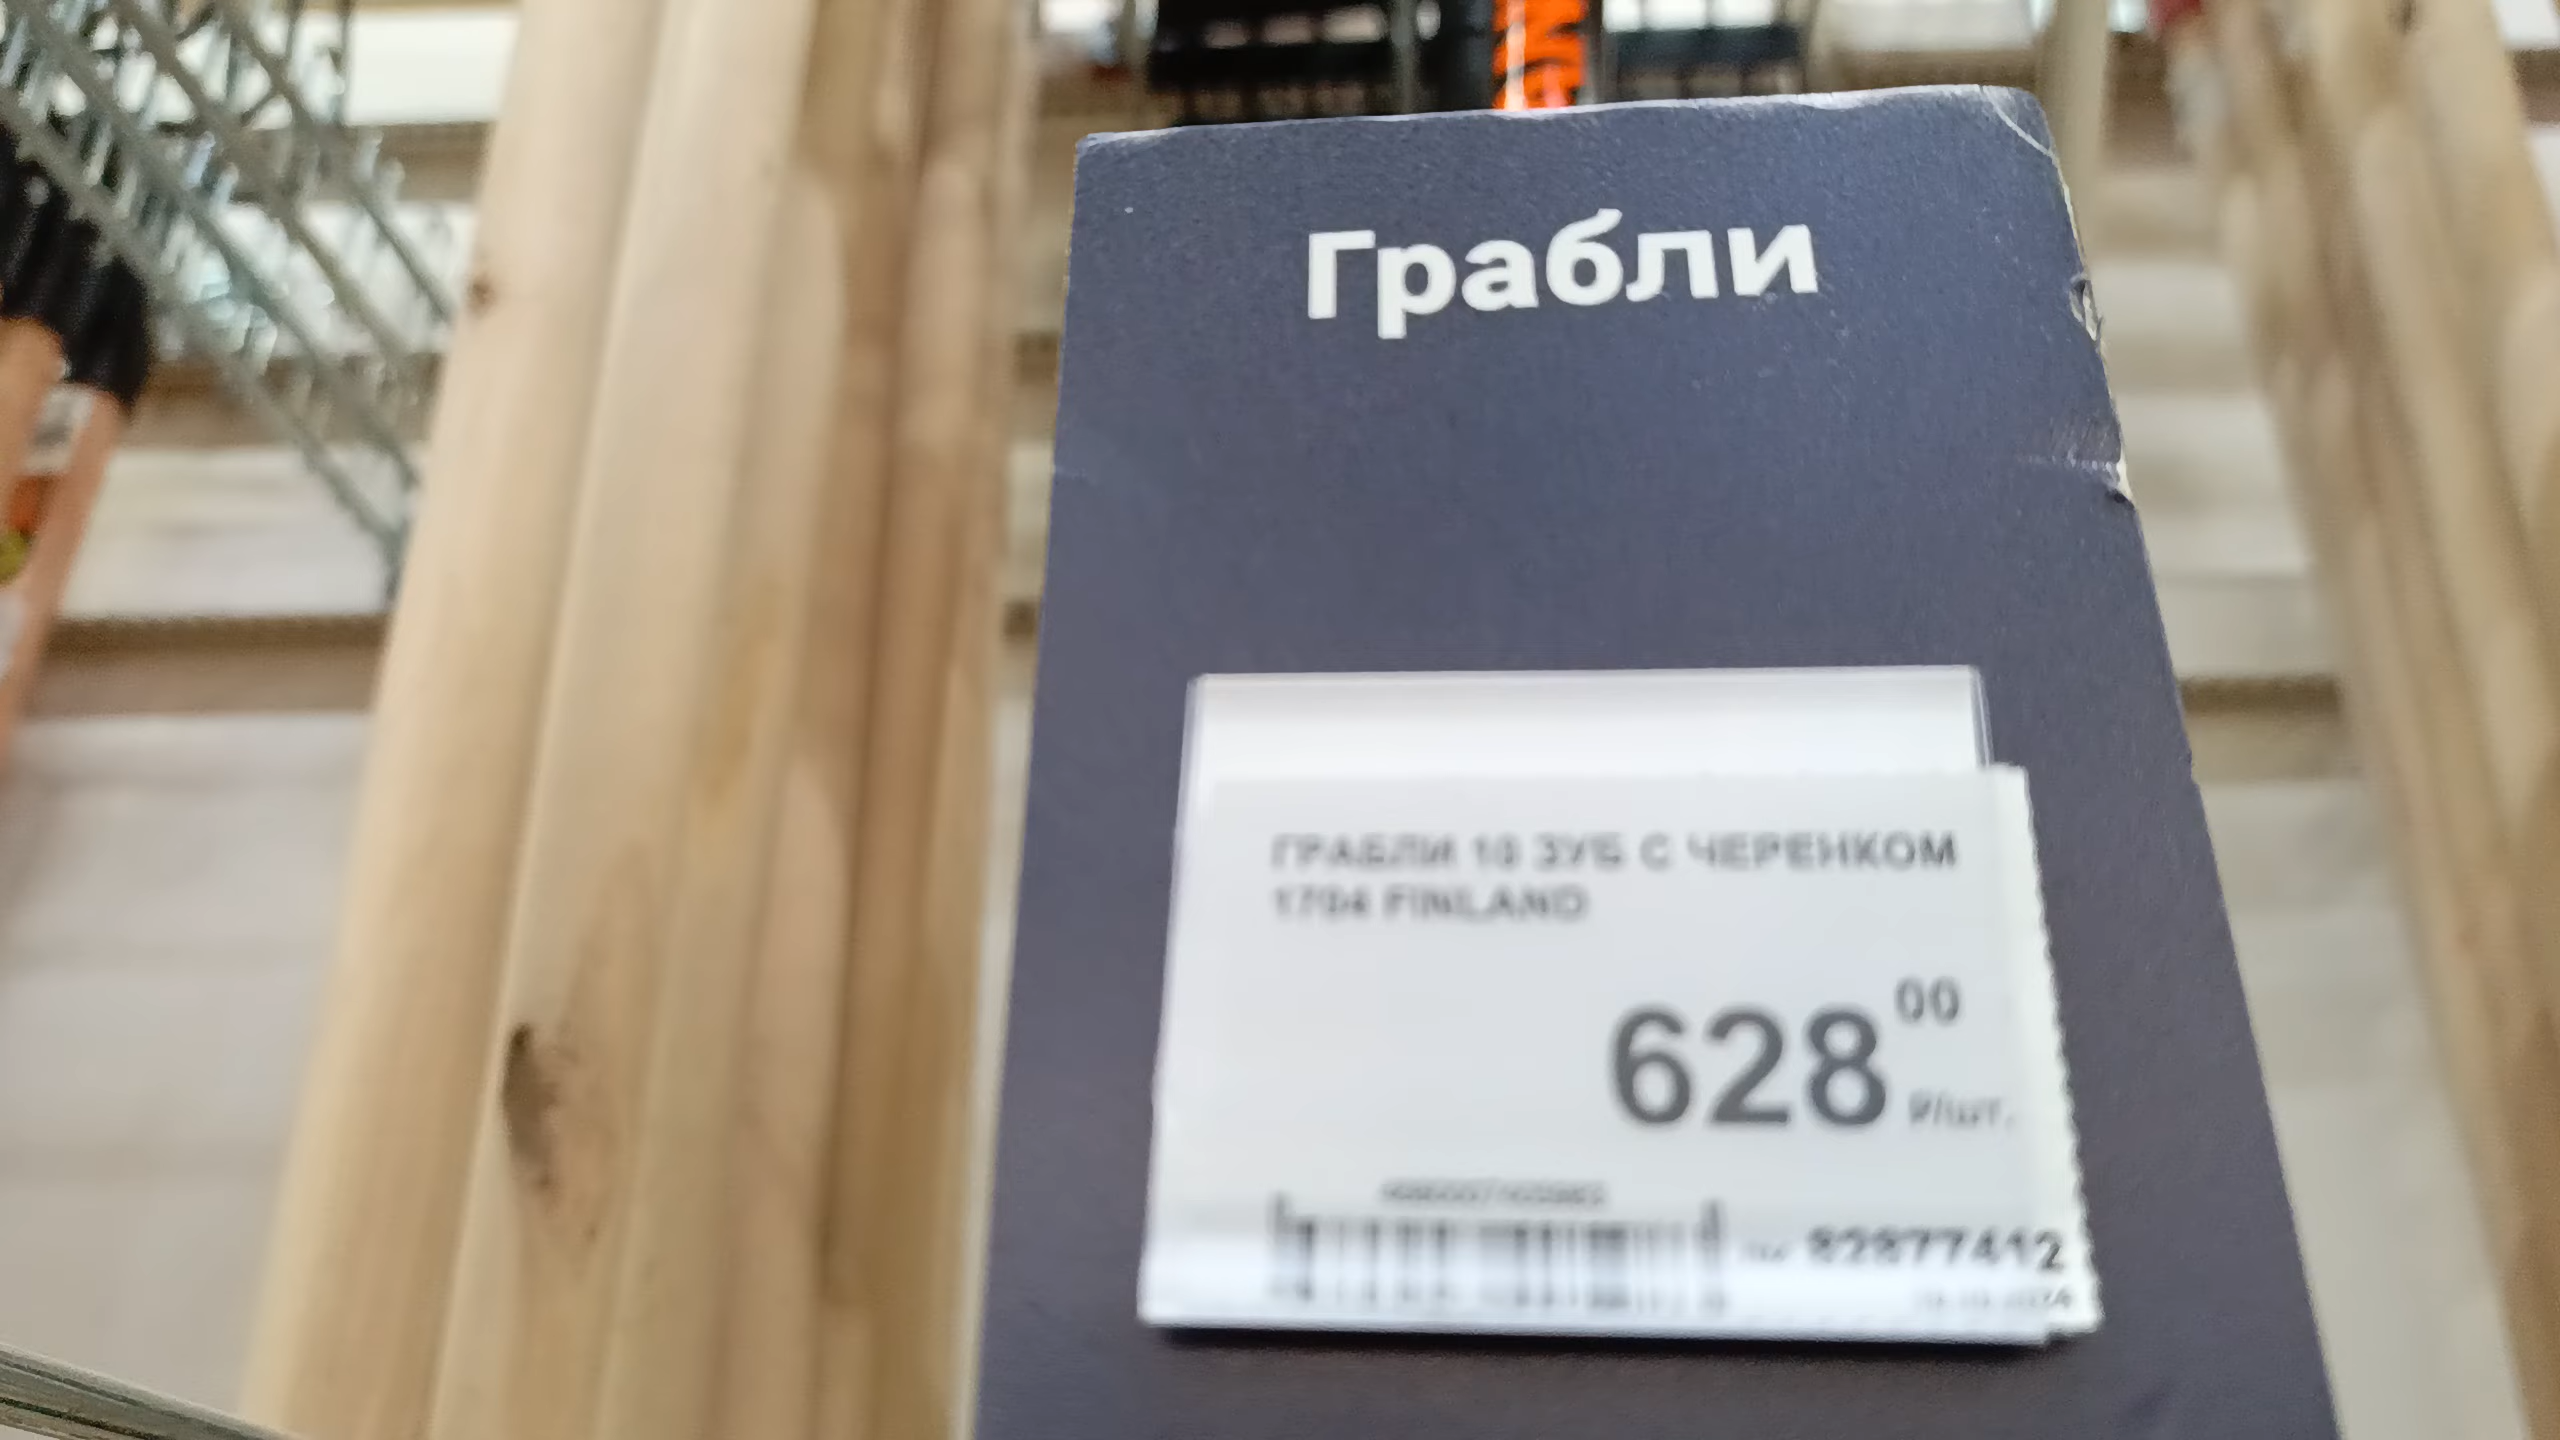 Грабли
ГРАБЛИ 10 ЗУБ С ЧЕРЕНКОМ
1704 FINLAND
628 00
₽/шт.
82877412